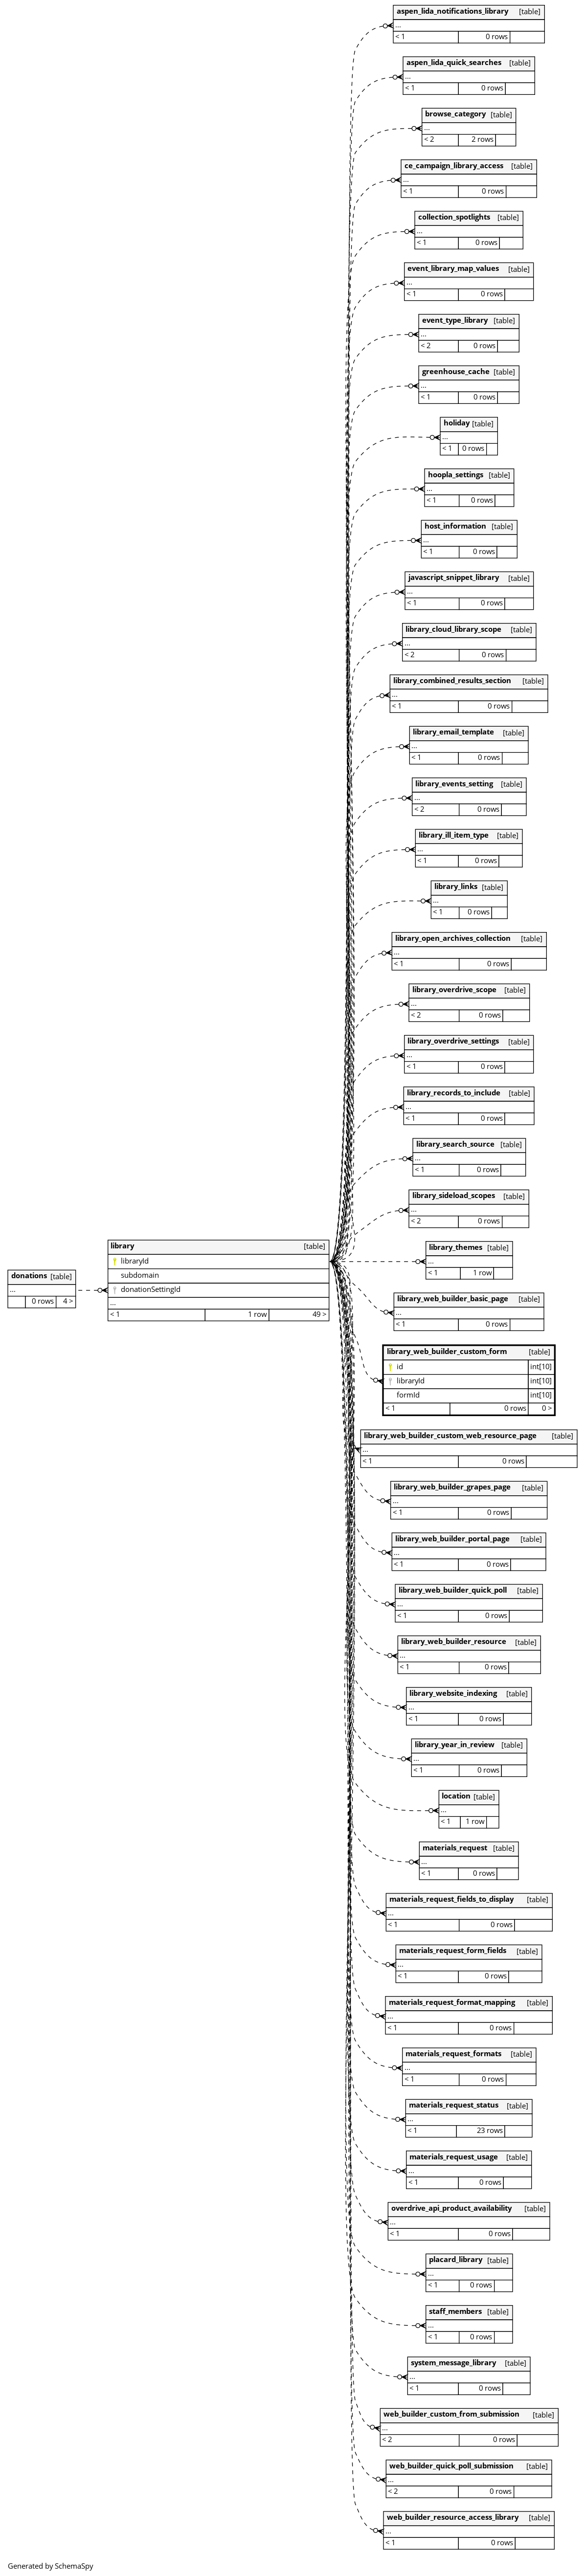 aspen_lida_notifications_library [table]
...
< 1 0 rows
aspen_lida_quick_searches [table]
...
< 1 0 rows
browse_category [table]
...
< 2 2 rows
ce_campaign_library_access [table]
...
< 1 0 rows
collection_spotlights [table]
...
< 1 0 rows
event_library_map_values [table]
...
< 1 0 rows
event_type_library [table]
...
< 2 0 rows
greenhouse_cache [table]
...
< 1 0 rows
holiday [table]
...
< 1 0 rows
hoopla_settings [table]
...
< 1 0 rows
host_information [table]
...
< 1 0 rows
javascript_snippet_library [table]
...
< 1 0 rows
library_cloud_library_scope [table]
...
< 2 0 rows
library_combined_results_section [table]
...
< 1 0 rows
library_email_template [table]
...
< 1 0 rows
library_events_setting [table]
...
< 2 0 rows
library_ill_item_type [table]
...
< 1 0 rows
library_links [table]
...
< 1 0 rows
library_open_archives_collection [table]
...
< 1 0 rows
library_overdrive_scope [table]
...
< 2 0 rows
library_overdrive_settings [table]
...
< 1 0 rows
library_records_to_include [table]
...
< 1 0 rows
library_search_source [table]
...
< 1 0 rows
library_sideload_scopes [table]
...
< 2 0 rows
donations [table]
...
0 rows 4 >
library [table]
libraryId
subdomain
donationSettingId
...
< 1 1 row 49 >
library_themes [table]
...
< 1 1 row
library_web_builder_basic_page [table]
...
< 1 0 rows
library_web_builder_custom_form [table]
id int[10]
libraryId int[10]
formId int[10]
< 1 0 rows 0 >
library_web_builder_custom_web_resource_page [table]
...
< 1 0 rows
library_web_builder_grapes_page [table]
...
< 1 0 rows
library_web_builder_portal_page [table]
...
< 1 0 rows
library_web_builder_quick_poll [table]
...
< 1 0 rows
library_web_builder_resource [table]
...
< 1 0 rows
library_website_indexing [table]
...
< 1 0 rows
library_year_in_review [table]
...
< 1 0 rows
location [table]
...
< 1 1 row
materials_request [table]
...
< 1 0 rows
materials_request_fields_to_display [table]
...
< 1 0 rows
materials_request_form_fields [table]
...
< 1 0 rows
materials_request_format_mapping [table]
...
< 1 0 rows
materials_request_formats [table]
...
< 1 0 rows
materials_request_status [table]
...
< 1 23 rows
materials_request_usage [table]
...
< 1 0 rows
overdrive_api_product_availability [table]
...
< 1 0 rows
placard_library [table]
...
< 1 0 rows
staff_members [table]
...
< 1 0 rows
system_message_library [table]
...
< 1 0 rows
web_builder_custom_from_submission [table]
...
< 2 0 rows
web_builder_quick_poll_submission [table]
...
< 2 0 rows
web_builder_resource_access_library [table]
...
< 1 0 rows
Generated by SchemaSpy